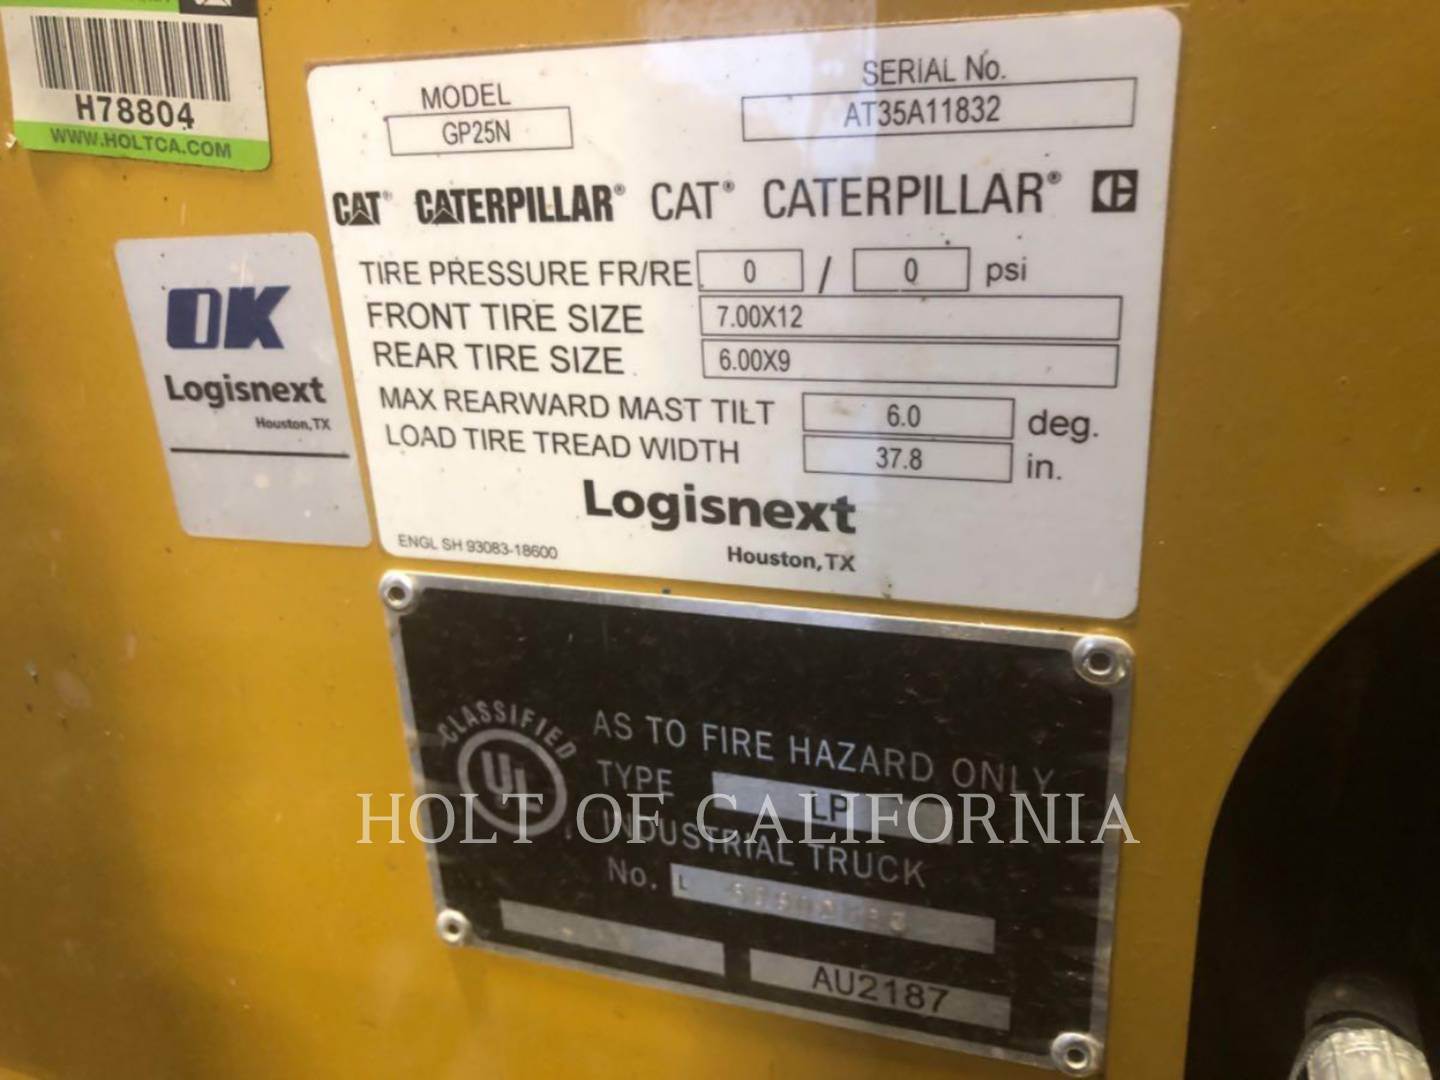 H78804
WWW.HOLTCA.COM
OK
Logisnext
Houston, TX
MODEL
GP25N
SERIAL No.
AT35A11832
CAT® CATERPILLAR® CAT® CATERPILLAR® C
TIRE PRESSURE FR/RE 0 / 0 psi
FRONT TIRE SIZE 7.00X12
REAR TIRE SIZE 6.00X9
MAX REARWARD MAST TILT 6.0 deg.
LOAD TIRE TREAD WIDTH 37.8 in.
Logisnext
Houston, TX
ENGL SH 93083-18600
CLASSIFIED
UL
AS TO FIRE HAZARD ONLY
TYPE LP
HOLT OF CALIFORNIA
INDUSTRIAL TRUCK
No. L
AU2187